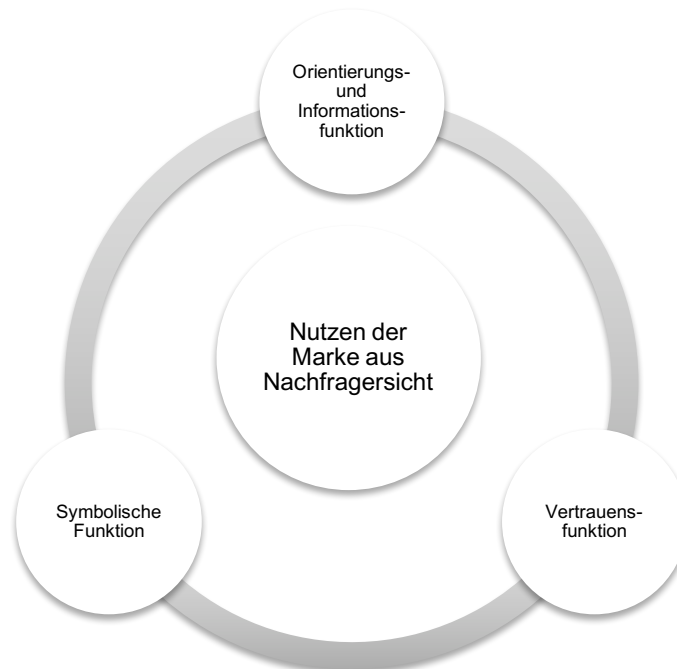 Orientierungs-
und
Informations-
funktion
Nutzen der
Marke aus
Nachfragersicht
Symbolische
Funktion
Vertrauens-
funktion